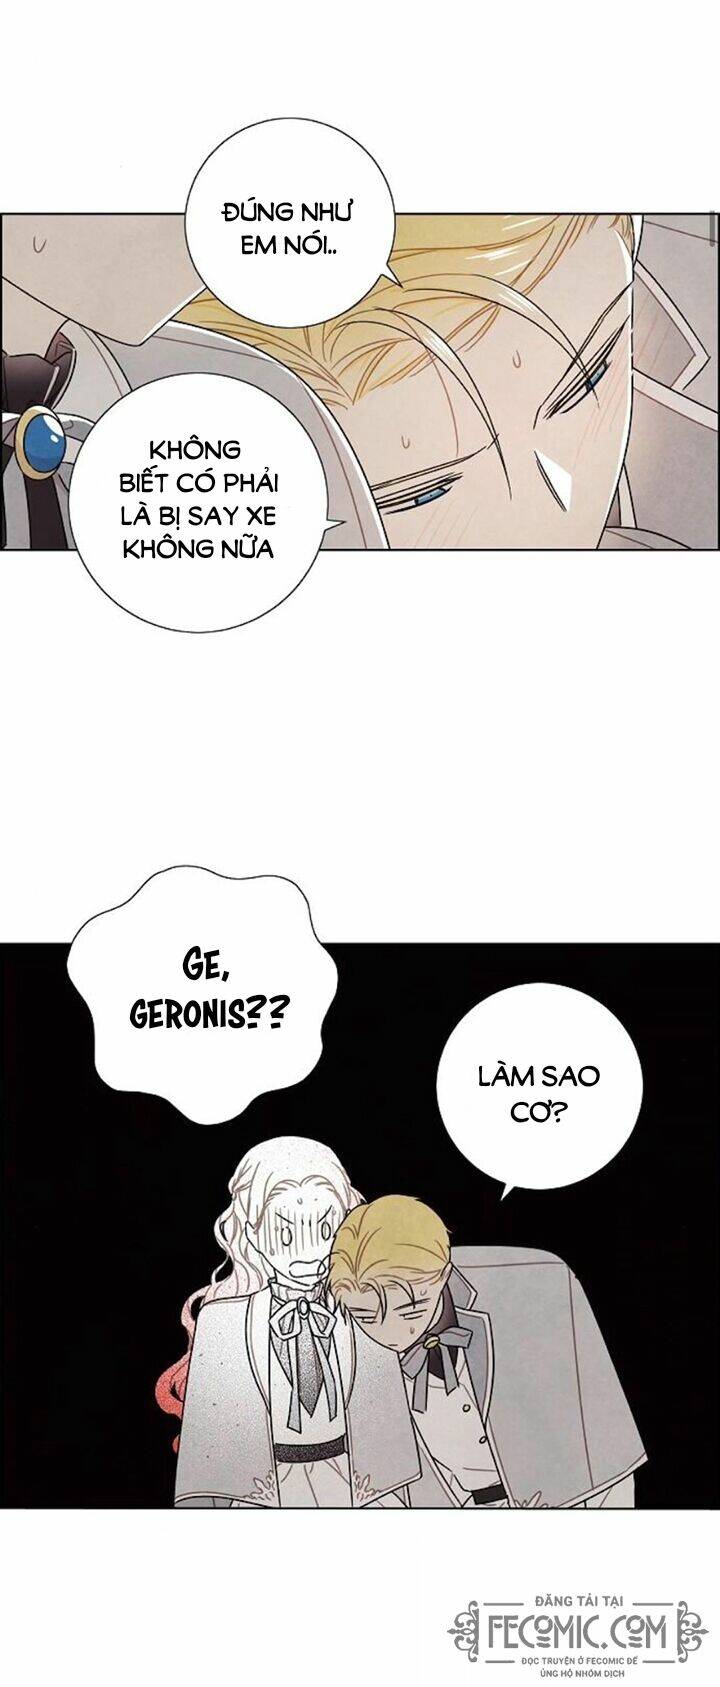 ĐÚNG NHƯ
EM NÓI..
KHÔNG
BIẾT CÓ PHẢI
LÀ BỊ SAY XE
KHÔNG NỮA
GE,
GERONIS??
LÀM SAO
CƠ?
ĐĂNG TẢI TẠI
FECOMIC.COM
ĐỌC TRUYỆN Ở FECOMIC ĐỂ
ỦNG HỘ NHÓM DỊCH